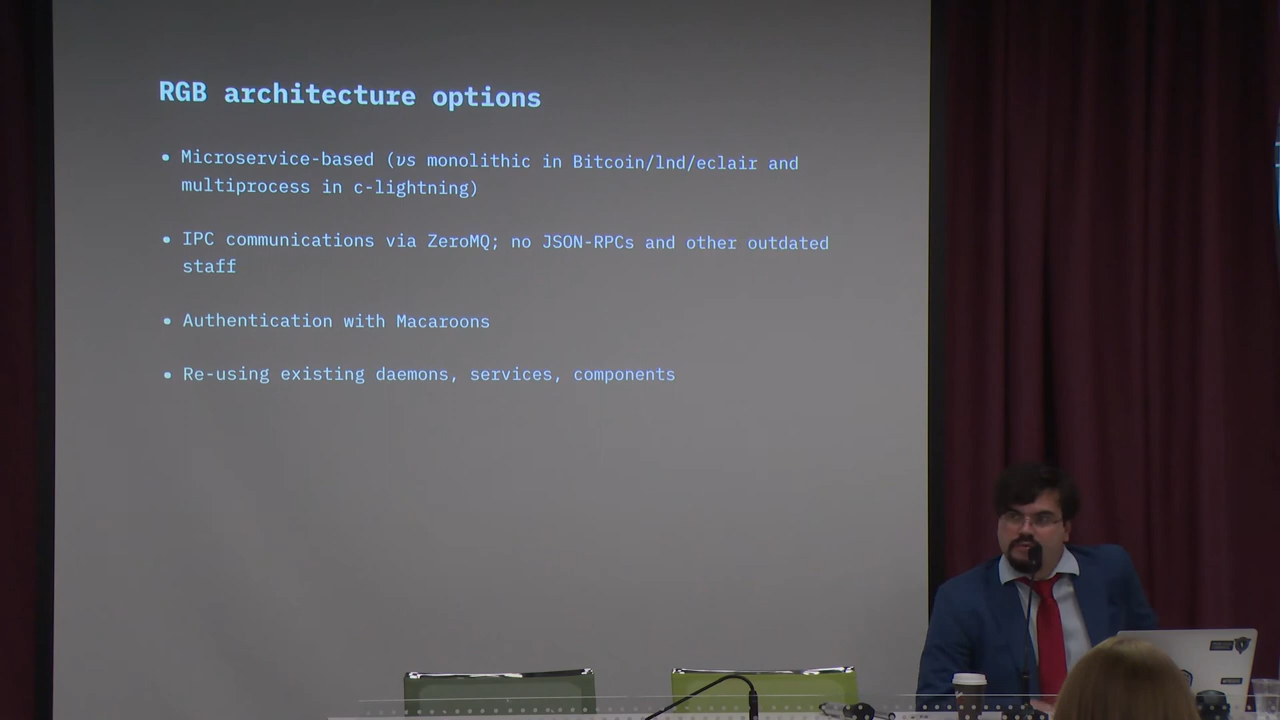 RGB architecture options
• Microservice-based (vs monolithic in Bitcoin/lnd/eclair and
multiprocess in c-lightning)
• IPC communications via ZeroMQ; no JSON-RPCs and other outdated
staff
• Authentication with Macaroons
• Re-using existing daemons, services, components